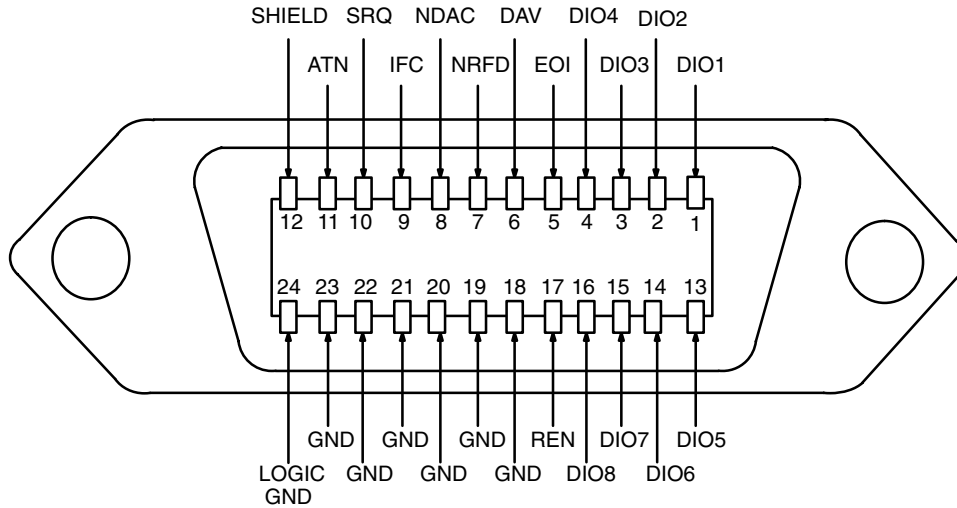 SHIELD SRQ NDAC DAV DIO4 DIO2
ATN IFC NRFD EOI DIO3 DIO1
12 11 10 9 8 7 6 5 4 3 2 1
24 23 22 21 20 19 18 17 16 15 14 13
GND GND GND REN DIO7 DIO5
LOGIC GND GND GND DIO8 DIO6
GND